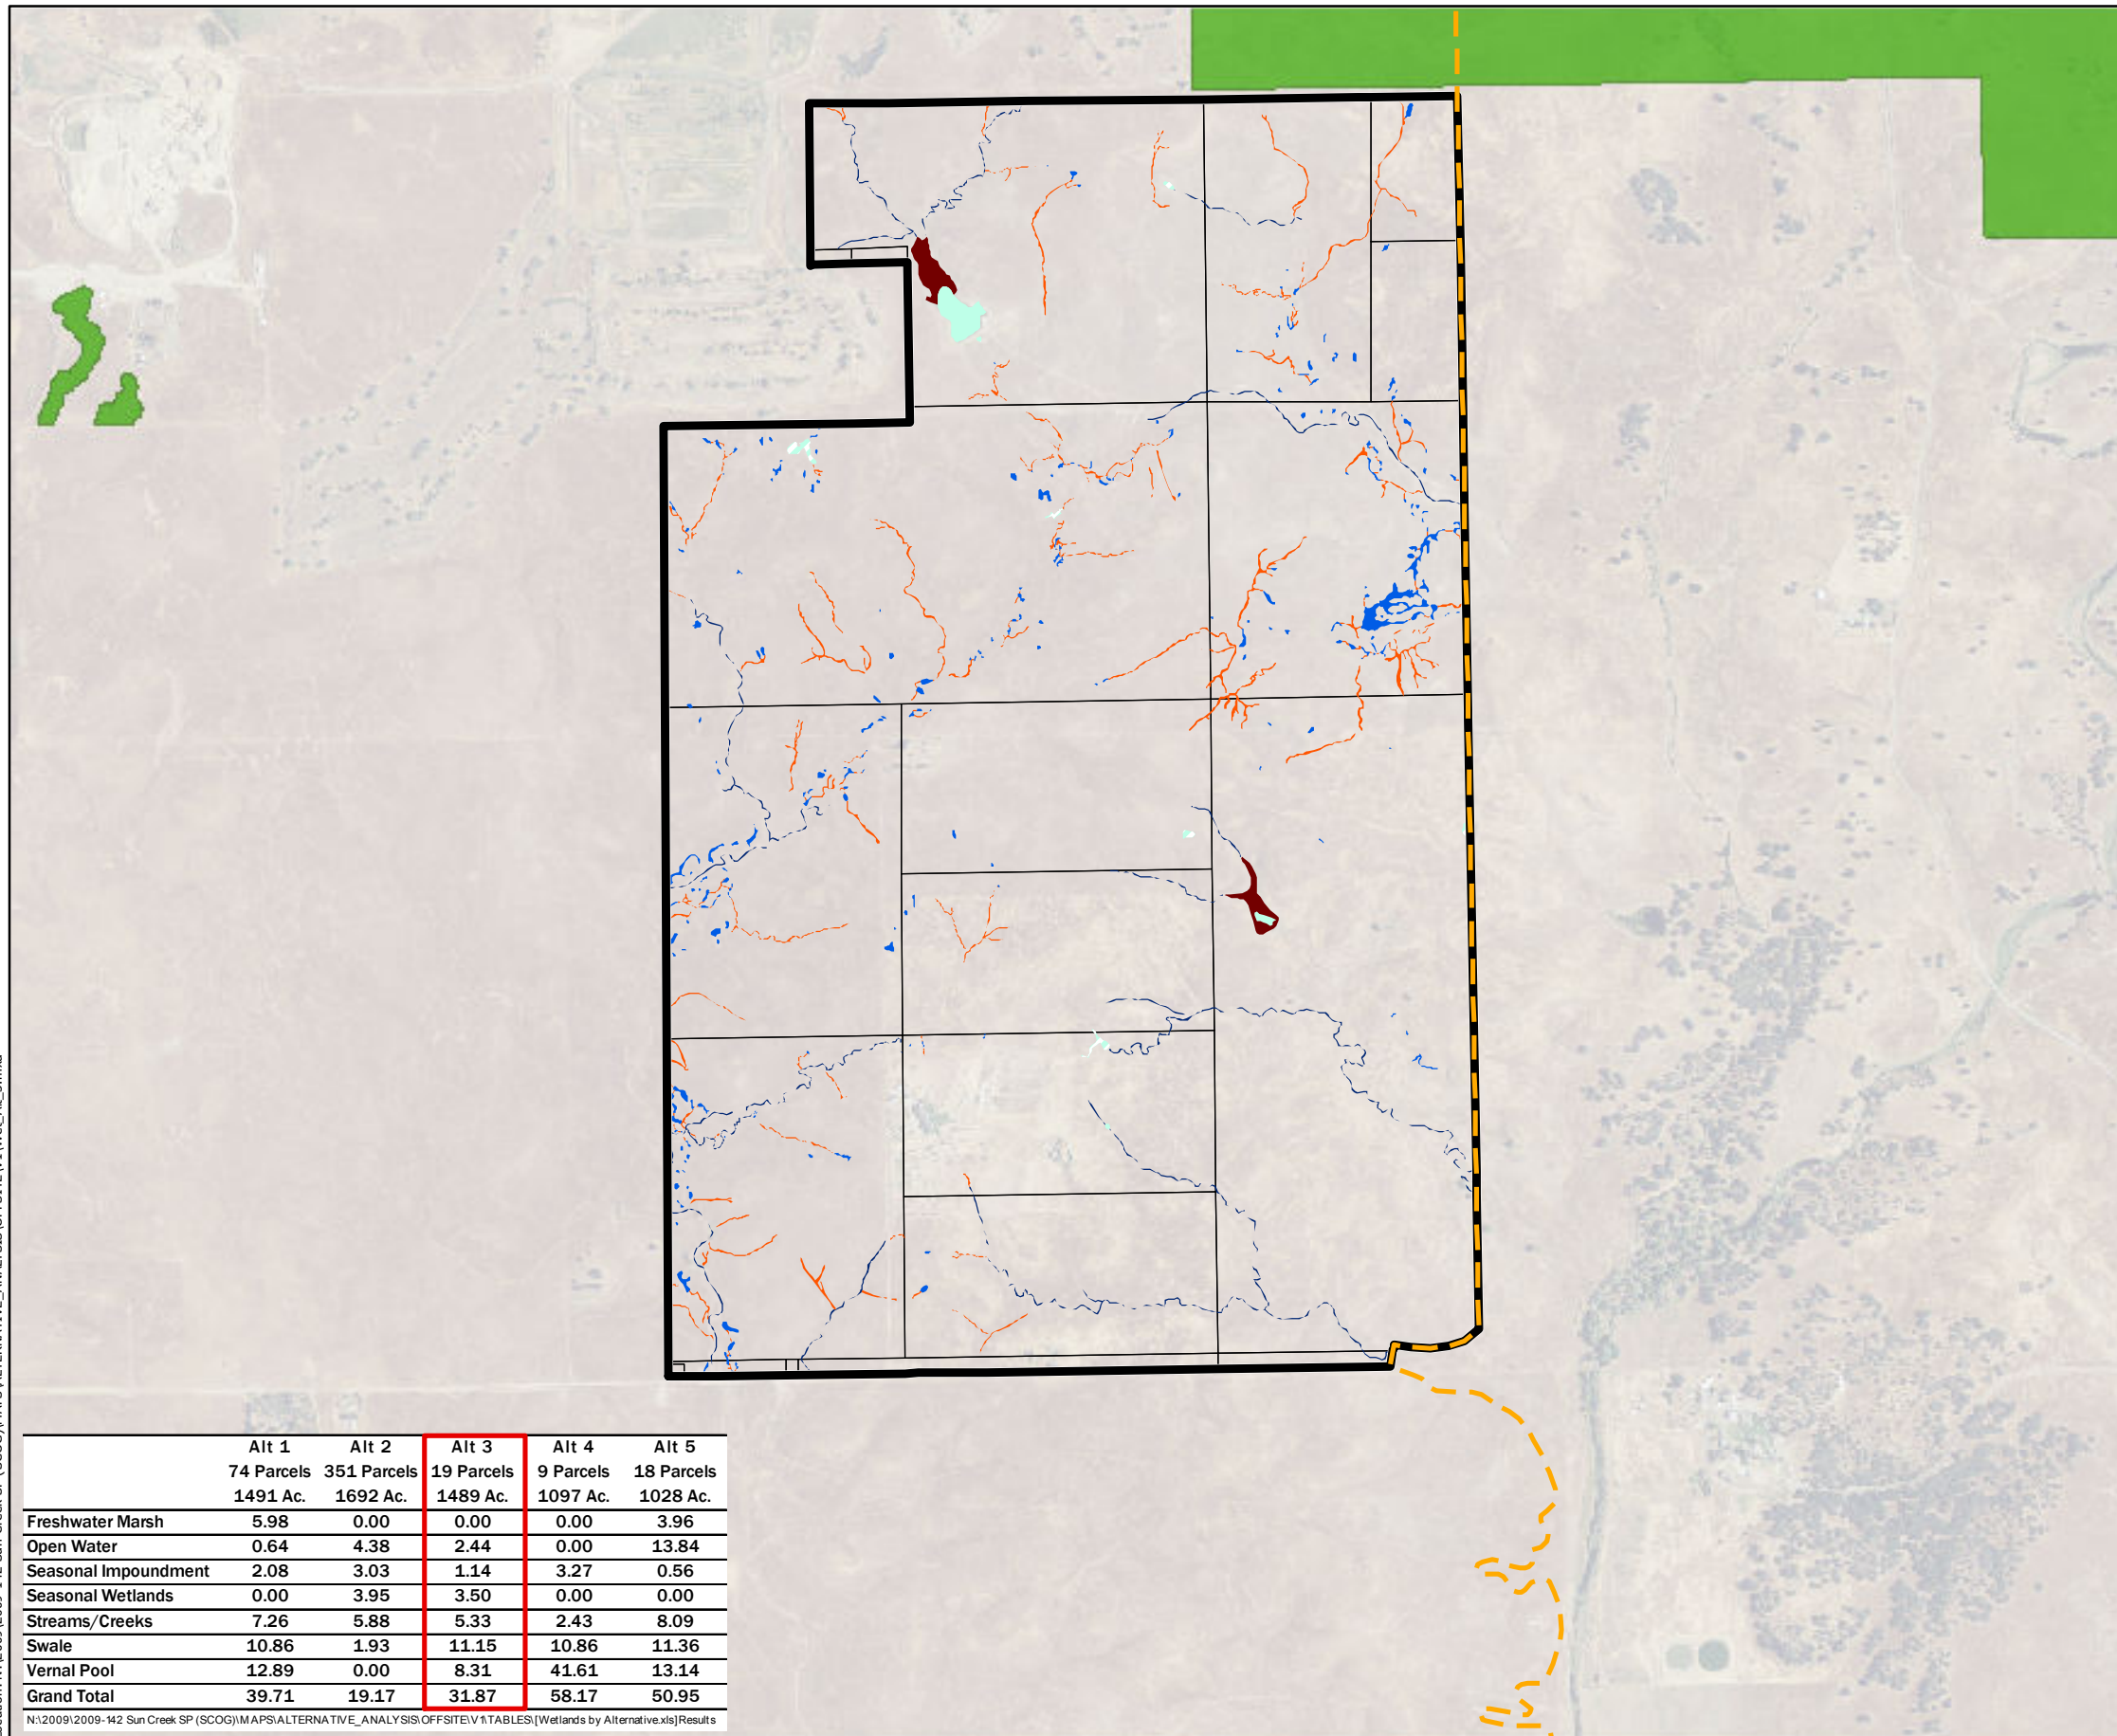 Alt 1 Alt 2 Alt 3 Alt 4 Alt 5
74 Parcels 351 Parcels 19 Parcels 9 Parcels 18 Parcels
1491 Ac. 1692 Ac. 1489 Ac. 1097 Ac. 1028 Ac.
Freshwater Marsh 5.98 0.00 0.00 0.00 3.96
Open Water 0.64 4.38 2.44 0.00 13.84
Seasonal Impoundment 2.08 3.03 1.14 3.27 0.56
Seasonal Wetlands 0.00 3.95 3.50 0.00 0.00
Streams/Creeks 7.26 5.88 5.33 2.43 8.09
Swale 10.86 1.93 11.15 10.86 11.36
Vernal Pool 12.89 0.00 8.31 41.61 13.14
Grand Total 39.71 19.17 31.87 58.17 50.95
N:\2009\2009-142 Sun Creek SP (SCOG)\MAPS\ALTERNATIVE_ANALYSIS\OFFSITE\V1\TABLES\[Wetlands by Alternative.xls]Results